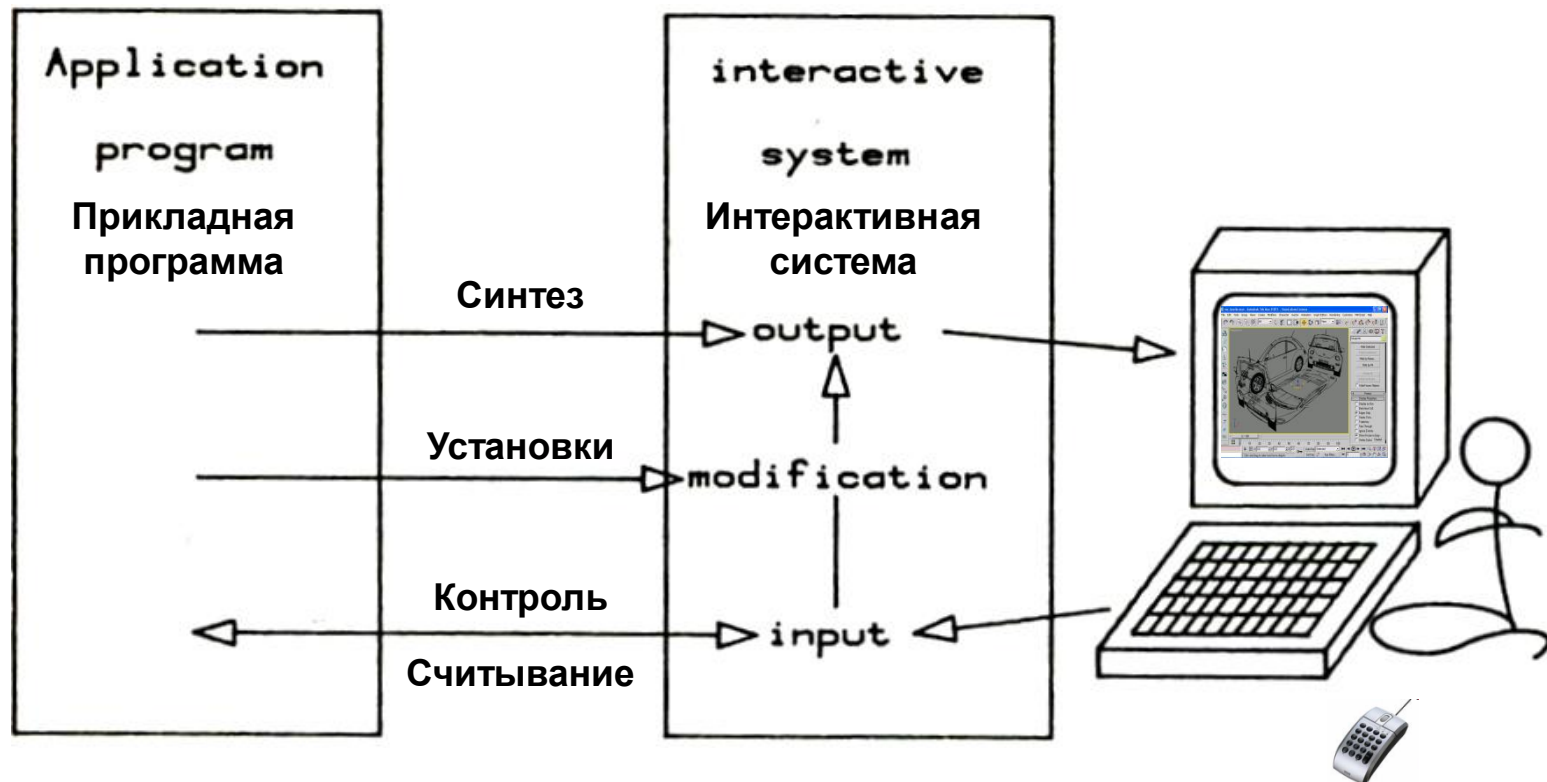 Application
program
Прикладная
программа
Синтез
Установки
Контроль
Считывание
interactive
system
Интерактивная
система
output
modification
input